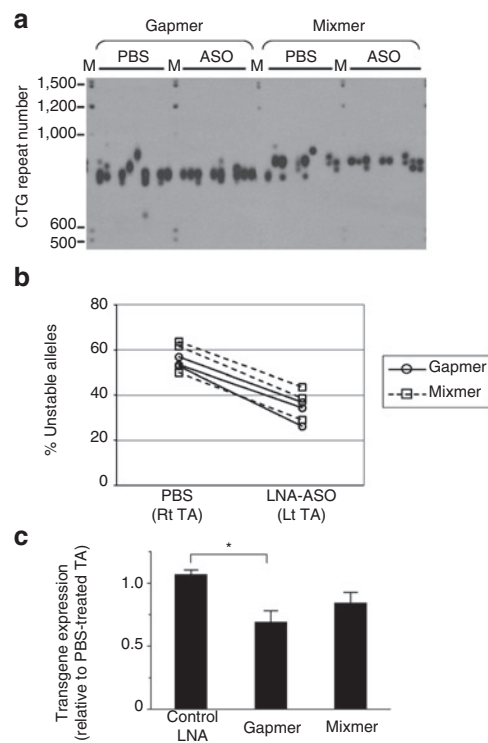 a
Gapmer Mixmer
M PBS M ASO M PBS M ASO
CTG repeat number
1,500
1,200
1,000
600
500
b
% Unstable alleles
80
60
40
20
0
PBS
(Rt TA)
LNA-ASO
(Lt TA)
Gapmer
Mixmer
c
Transgene expression
(relative to PBS-treated TA)
1.0
0.5
0
*
Control
LNA
Gapmer
Mixmer